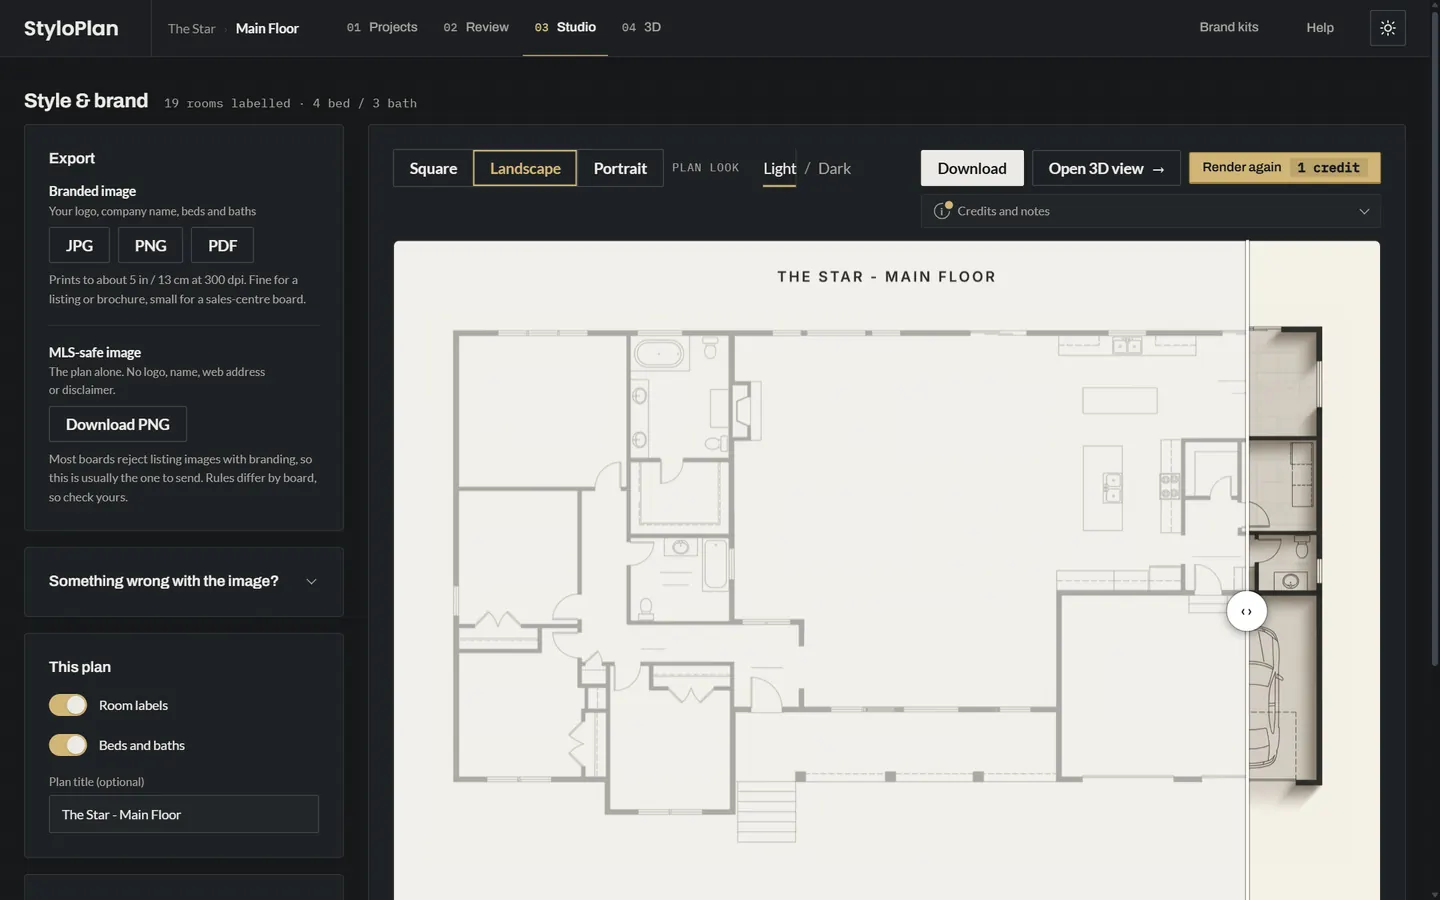 StyloPlan
The Star › Main Floor
01 Projects
02 Review
03 Studio
04 3D
Brand kits
Help
Style & brand
19 rooms labelled · 4 bed / 3 bath
Export
Branded image
Your logo, company name, beds and baths
JPG
PNG
PDF
Prints to about 5 in / 13 cm at 300 dpi. Fine for a
listing or brochure, small for a sales-centre board.
MLS-safe image
The plan alone. No logo, name, web address
or disclaimer.
Download PNG
Most boards reject listing images with branding, so
this is usually the one to send. Rules differ by board,
so check yours.
Something wrong with the image?
This plan
Room labels
Beds and baths
Plan title (optional)
The Star - Main Floor
Square
Landscape
Portrait
PLAN LOOK
Light / Dark
Download
Open 3D view →
Render again 1 credit
Credits and notes
THE STAR - MAIN FLOOR